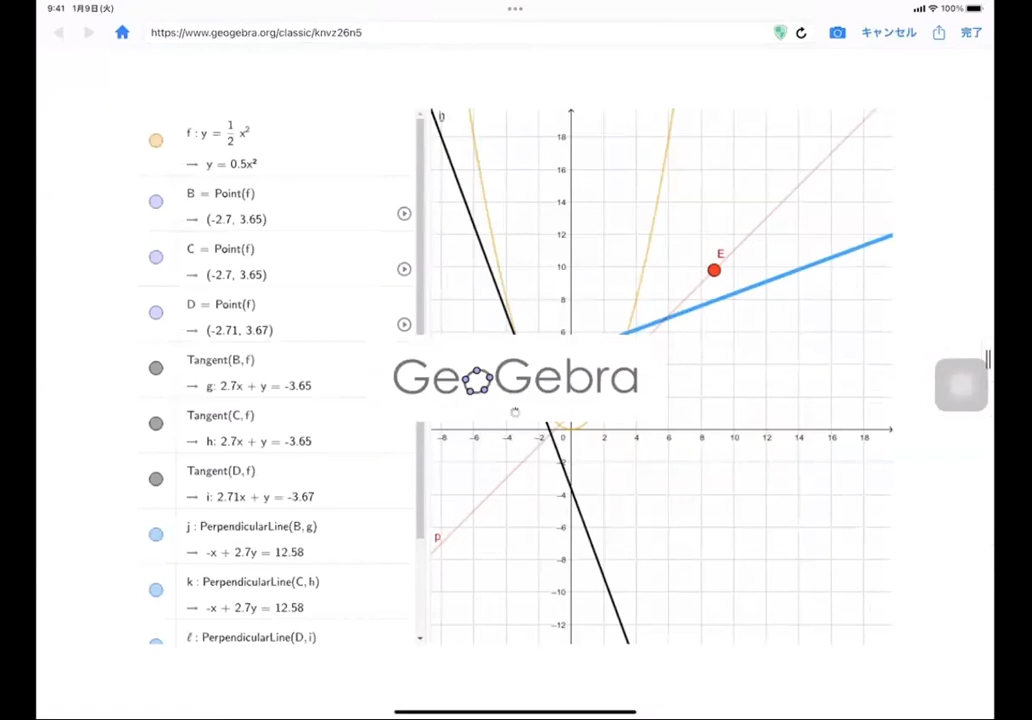 9:41 1月9日(火)
100%
https://www.geogebra.org/classic/knvz26n5
キャンセル
完了
f : y = 1/2 x²
→ y = 0.5x²
B = Point(f)
→ (-2.7, 3.65)
C = Point(f)
→ (-2.7, 3.65)
D = Point(f)
→ (-2.71, 3.67)
Tangent(B, f)
→ g: 2.7x + y = -3.65
Tangent(C, f)
→ h: 2.7x + y = -3.65
Tangent(D, f)
→ i: 2.71x + y = -3.67
j : PerpendicularLine(B, g)
→ -x + 2.7y = 12.58
k : PerpendicularLine(C, h)
→ -x + 2.7y = 12.58
ℓ : PerpendicularLine(D, i)
18
16
14
12
E
10
8
6
GeoGebra
-8 -6 -4 -2 0 2 4 6 8 10 12 14 16 18
-4
-6
p
-8
-10
-12